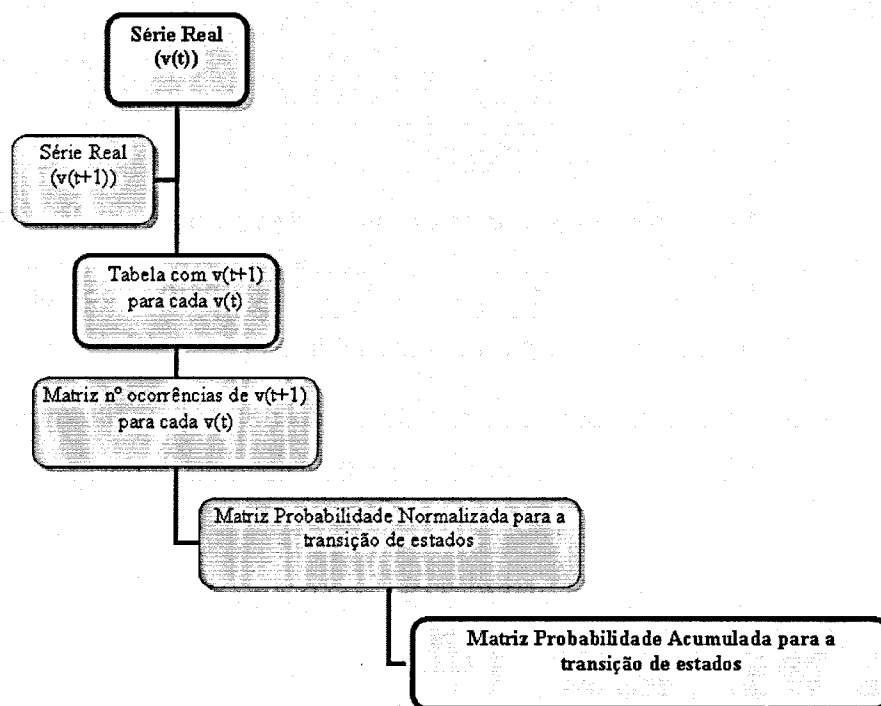 Série Real
(v(t))
Série Real
(v(t+1))
Tabela com v(t+1)
para cada v(t)
Matriz nº ocorrências de v(t+1)
para cada v(t)
Matriz Probabilidade Normalizada para a
transição de estados
Matriz Probabilidade Acumulada para a
transição de estados